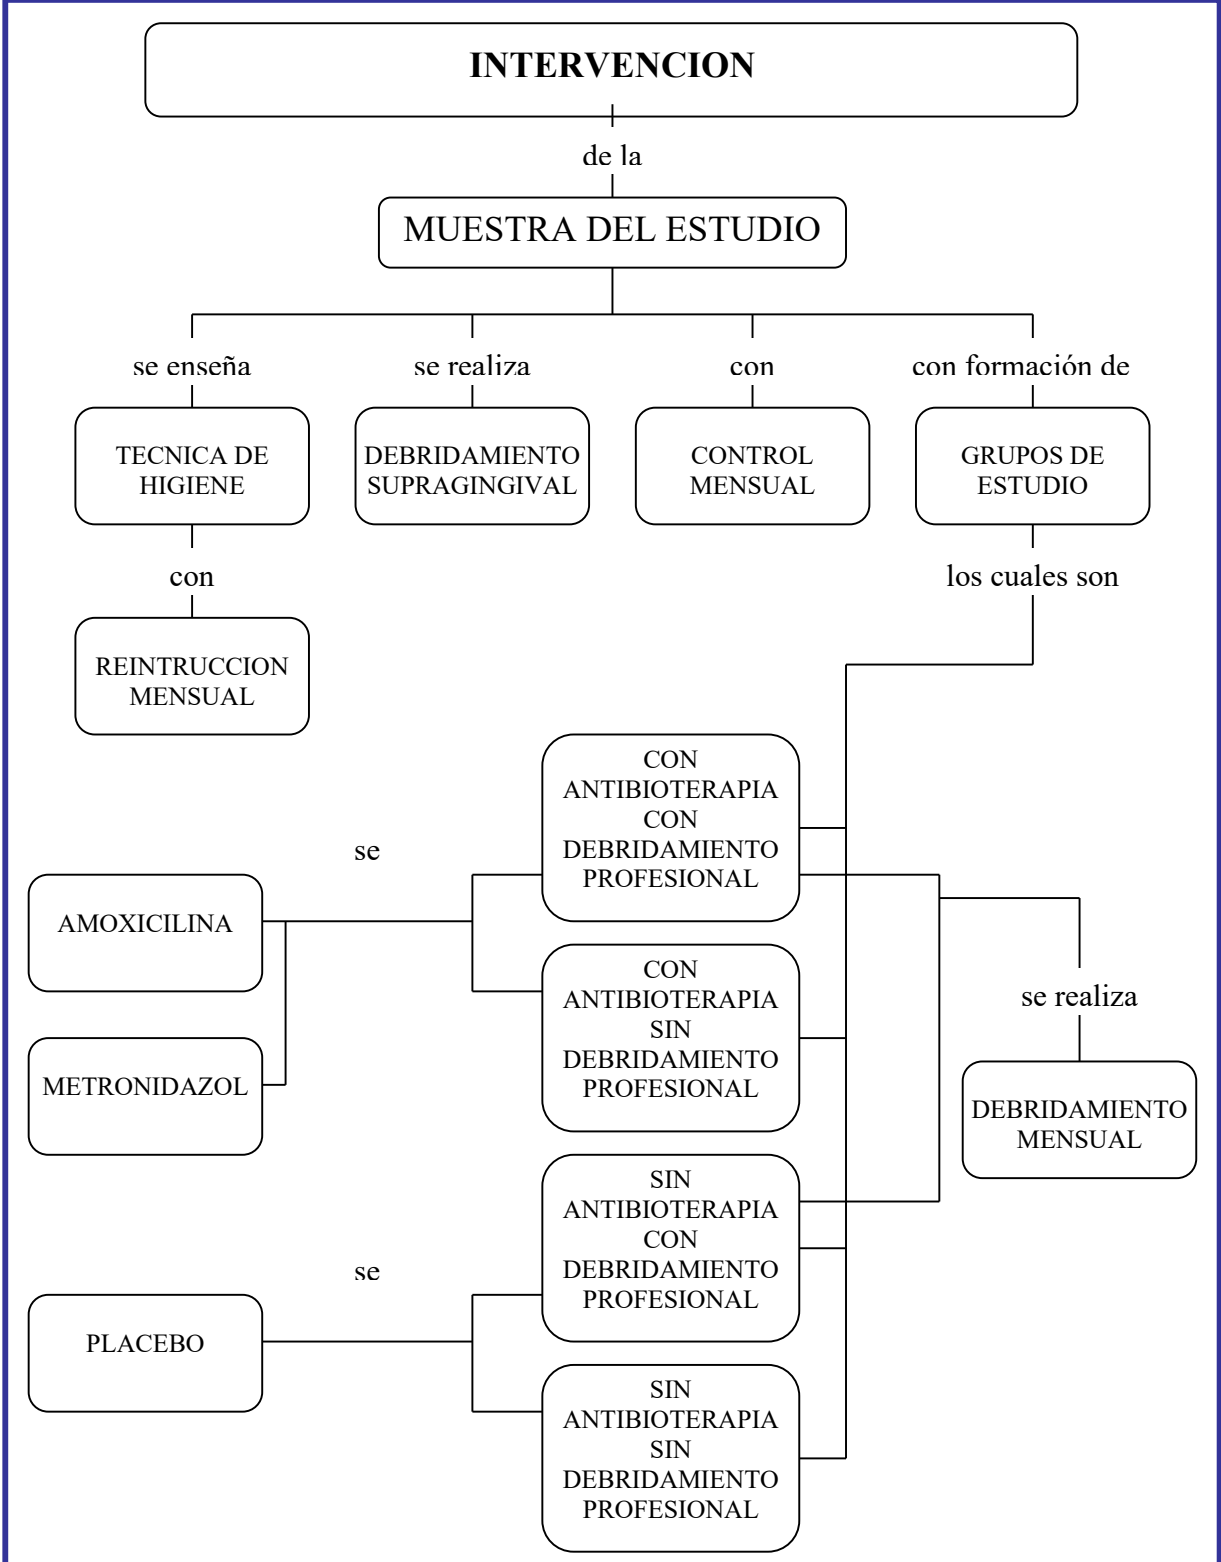 INTERVENCION
de la
MUESTRA DEL ESTUDIO
se enseña
se realiza
con
con formación de
TECNICA DE
HIGIENE
DEBRIDAMIENTO
SUPRAGINGIVAL
CONTROL
MENSUAL
GRUPOS DE
ESTUDIO
con
los cuales son
REINTRUCCION
MENSUAL
CON
ANTIBIOTERAPIA
CON
DEBRIDAMIENTO
PROFESIONAL
se
AMOXICILINA
CON
ANTIBIOTERAPIA
SIN
DEBRIDAMIENTO
PROFESIONAL
se realiza
METRONIDAZOL
DEBRIDAMIENTO
MENSUAL
SIN
ANTIBIOTERAPIA
CON
DEBRIDAMIENTO
PROFESIONAL
se
PLACEBO
SIN
ANTIBIOTERAPIA
SIN
DEBRIDAMIENTO
PROFESIONAL